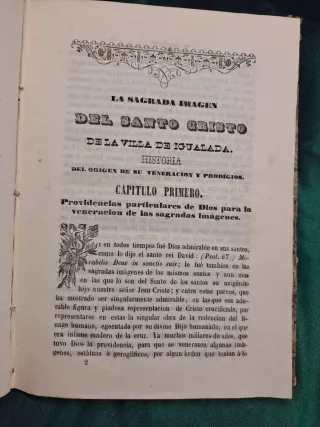 LA SAGRADA IMAGEN
DEL SANTO CRISTO
DE LA VILLA DE IGUALADA.
HISTORIA
DEL ORIGEN DE SU VENERACION Y PRODIGIOS.
CAPITULO PRIMERO.
Providencias particulares de Dios para la
veneracion de las sagradas imágenes.
en todos tiempos fué Dios admirable en sus santos,
como lo dijo el santo rei David: (Psal. 67.) Mi-
rabilis Deus in sanctis suis; lo fué tambien en las
sagradas imágenes de los mismos santos y aun mas
en las que lo son del Santo de los santos su unigénito
hijo nuestro señor Jesu Cristo; y entre estas parece, que
ha mostrado ser singularmente admirable, en las que son ado-
rable figura y piadosa representacion de Cristo crucificado, por
representarse en estas la singular obra de la redencion del li-
nage humano, egecutada por su divino Hijo humanado, en el que
era infame madero de la cruz. Ya muchos millares de años, que
tuvo Dios la providencia, para que se venerasen algunas imá-
genes, estátuas ó geroglíficos, por algun órden que tenian á lo
2